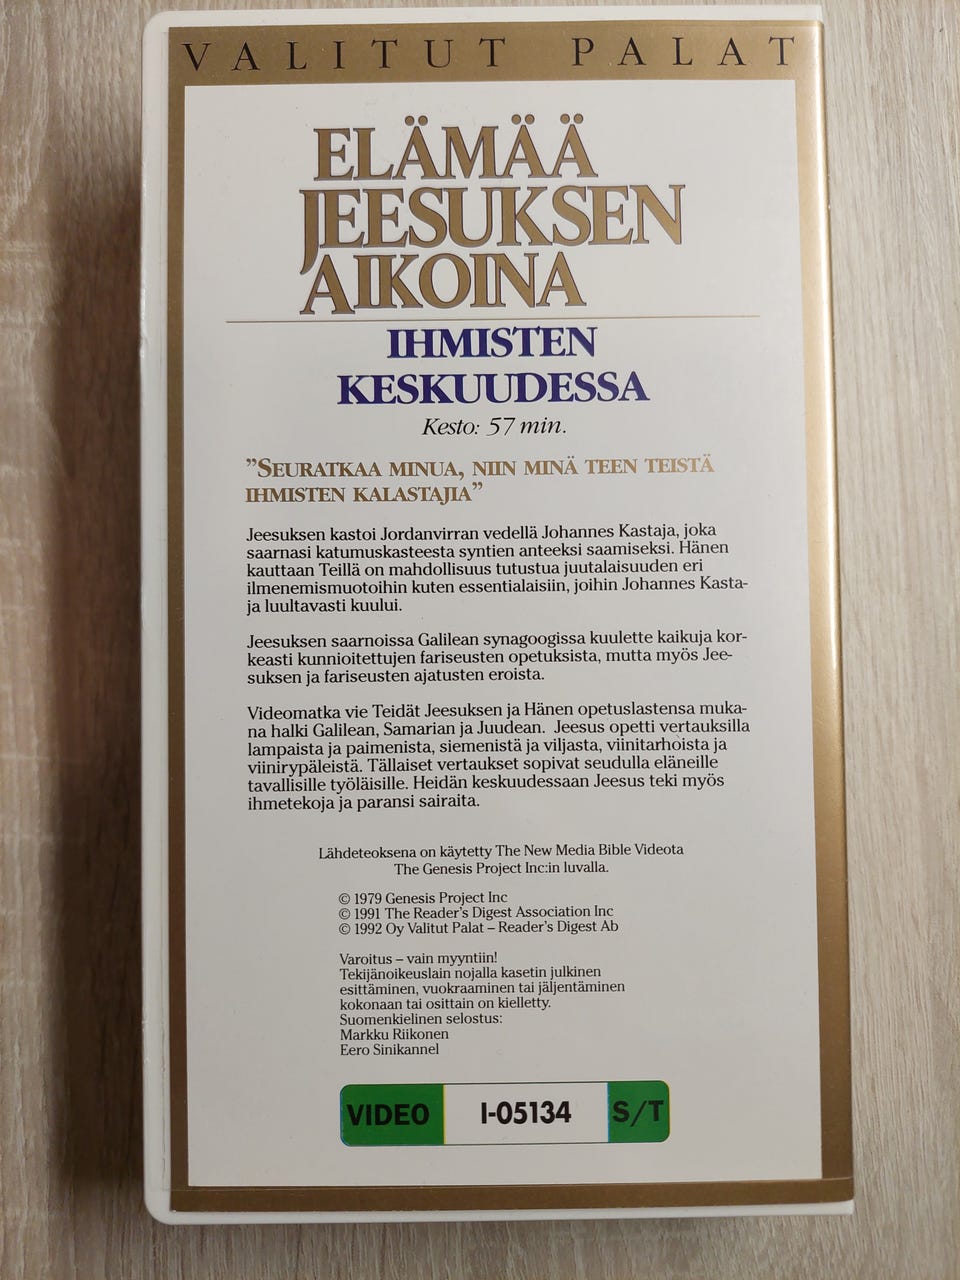 VALITUT PALAT
ELÄMÄÄ
JEESUKSEN
AIKOINA
IHMISTEN
KESKUUDESSA
Kesto: 57 min.
”SEURATKAA MINUA, NIIN MINÄ TEEN TEISTÄ
IHMISTEN KALASTAJIA”
Jeesuksen kastoi Jordanvirran vedellä Johannes Kastaja, joka
saarnasi katumuskasteesta syntien anteeksi saamiseksi. Hänen
kauttaan Teillä on mahdollisuus tutustua juutalaisuuden eri
ilmenemismuotoihin kuten essentialaisiin, joihin Johannes Kasta-
ja luultavasti kuului.
Jeesuksen saarnoissa Galilean synagoogissa kuulette kaikuja kor-
keasti kunnioitettujen fariseusten opetuksista, mutta myös Jee-
suksen ja fariseusten ajatusten eroista.
Videomatka vie Teidät Jeesuksen ja Hänen opetuslastensa muka-
na halki Galilean, Samarian ja Juudean. Jeesus opetti vertauksilla
lampaista ja paimenista, siemenistä ja viljasta, viinitarhoista ja
viinirypäleistä. Tällaiset vertaukset sopivat seudulla eläneille
tavallisille työläisille. Heidän keskuudessaan Jeesus teki myös
ihmetekoja ja paransi sairaita.
Lähdeteoksena on käytetty The New Media Bible Videota
The Genesis Project Inc:in luvalla.
© 1979 Genesis Project Inc
© 1991 The Reader's Digest Association Inc
© 1992 Oy Valitut Palat – Reader's Digest Ab
Varoitus – vain myyntiin!
Tekijänoikeuslain nojalla kasetin julkinen
esittäminen, vuokraaminen tai jäljentäminen
kokonaan tai osittain on kielletty.
Suomenkielinen selostus:
Markku Riikonen
Eero Sinikannel
VIDEO I-05134 S/T